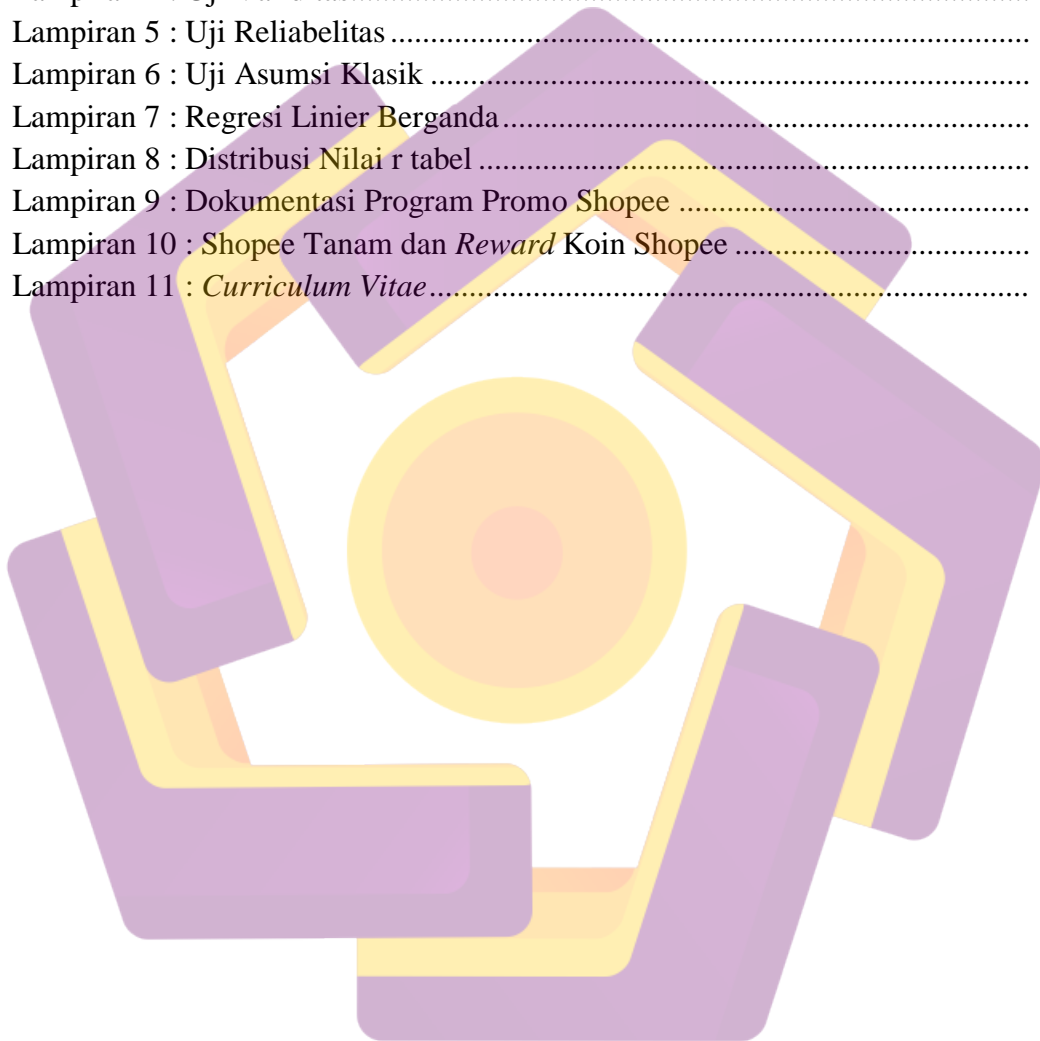 Lampiran 5 : Uji Reliabelitas ................................................................................
Lampiran 6 : Uji Asumsi Klasik ...........................................................................
Lampiran 7 : Regresi Linier Berganda..................................................................
Lampiran 8 : Distribusi Nilai r tabel .....................................................................
Lampiran 9 : Dokumentasi Program Promo Shopee ............................................
Lampiran 10 : Shopee Tanam dan Reward Koin Shopee .....................................
Lampiran 11 : Curriculum Vitae...........................................................................